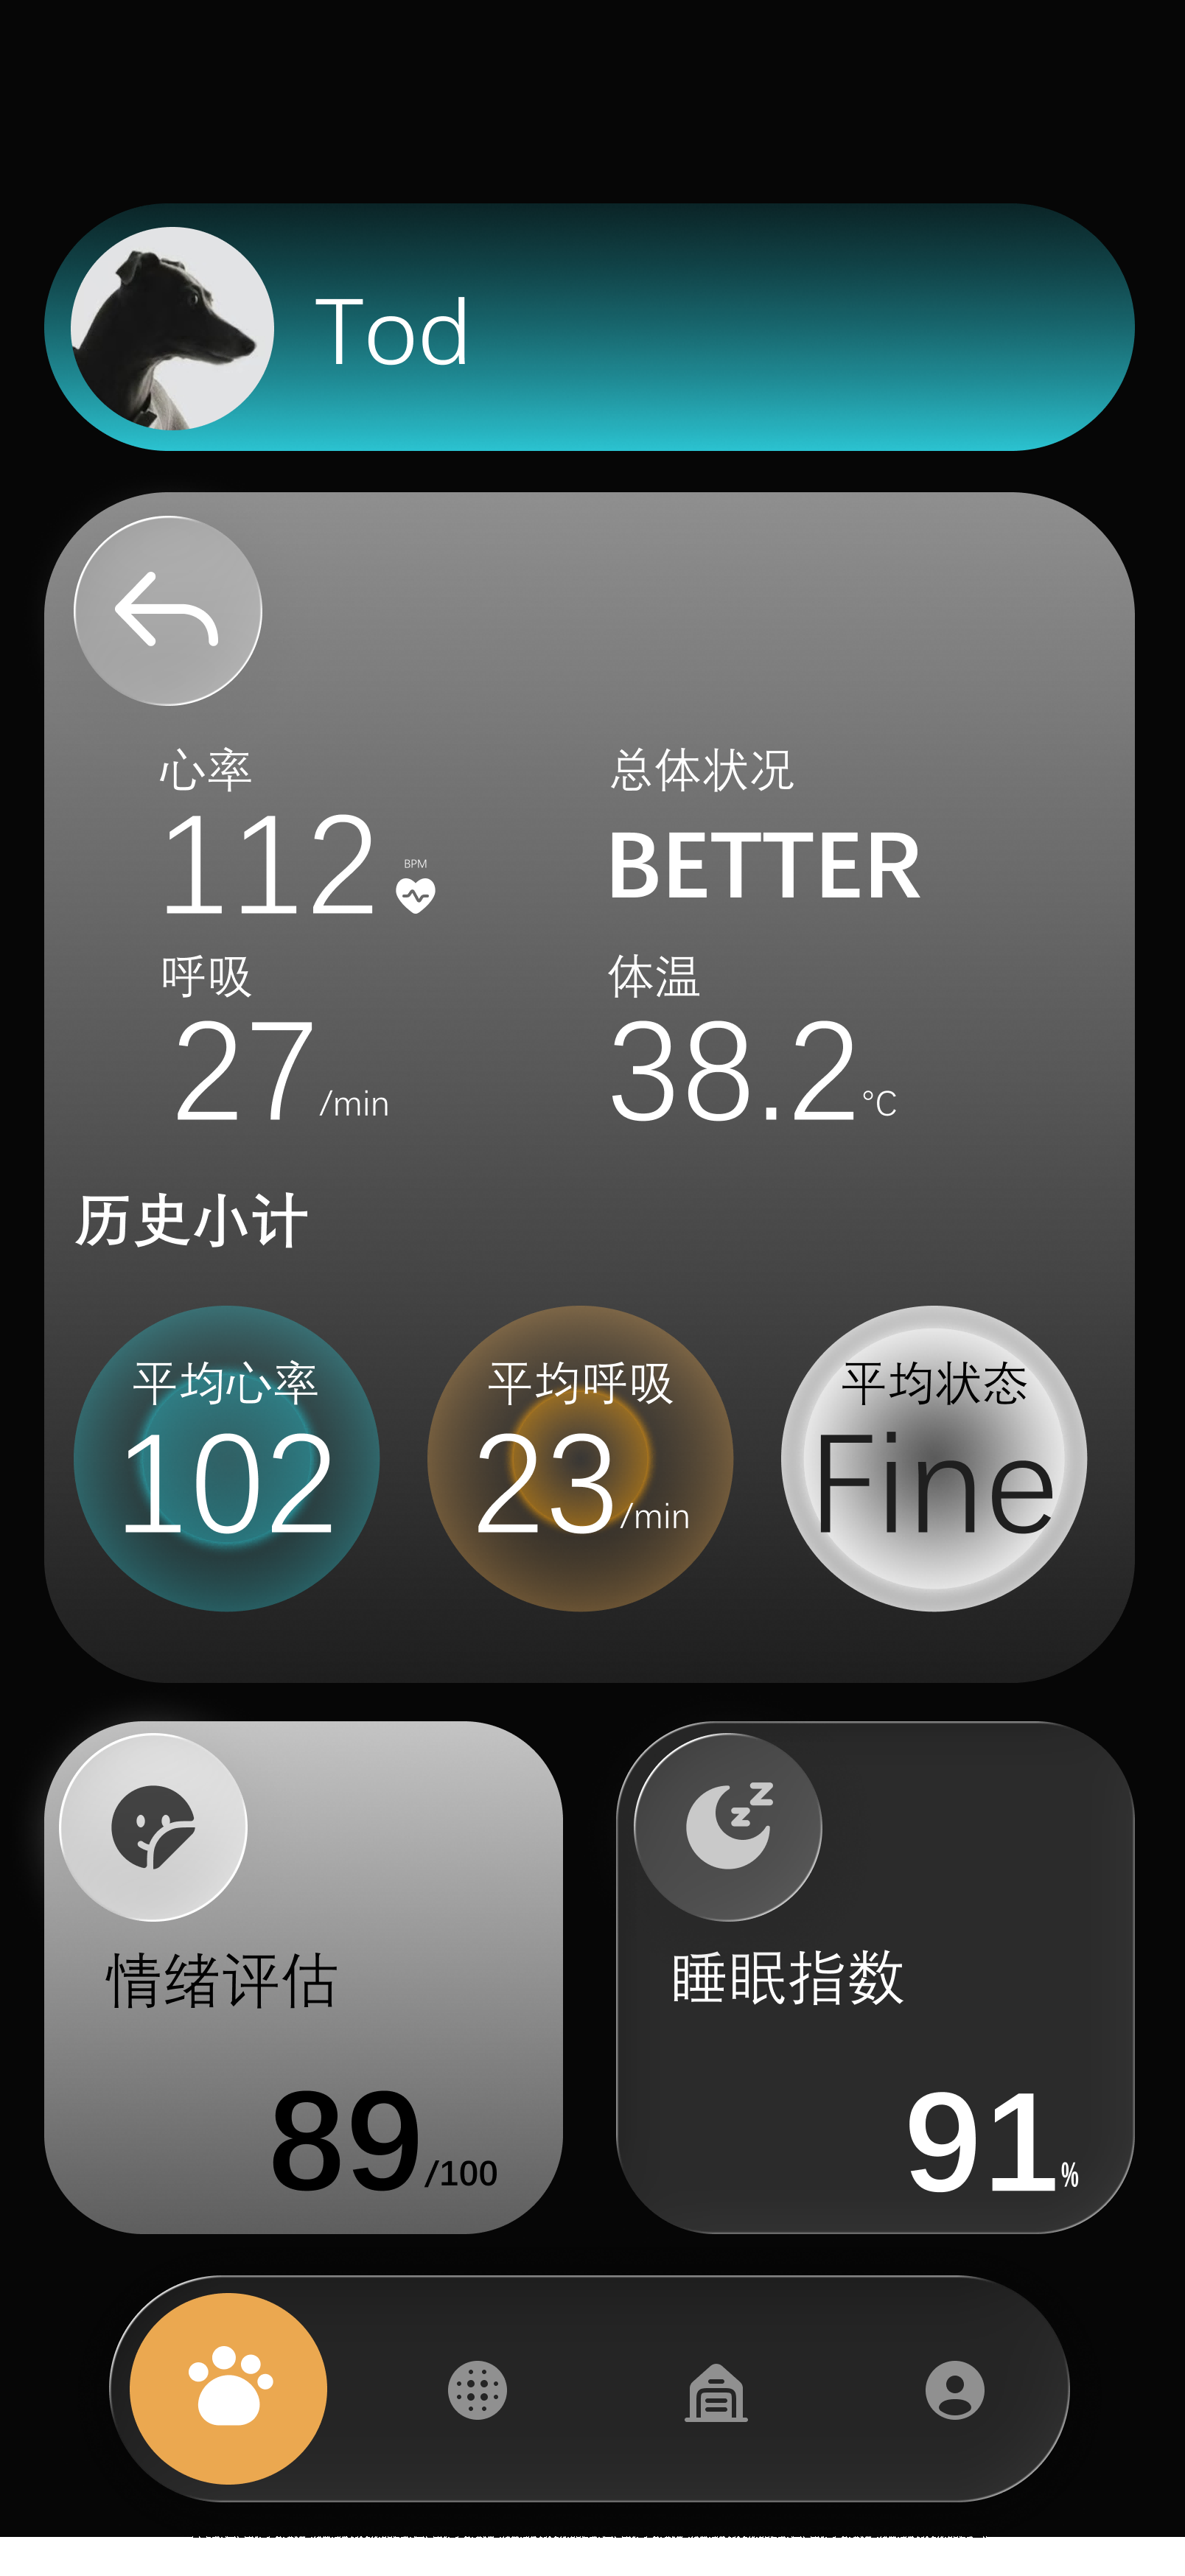 Tod
心率
112
BPM
总体状况
BETTER
呼吸
27 /min
体温
38.2 °C
历史小计
平均心率
102
平均呼吸
23 /min
平均状态
Fine
情绪评估
89 /100
睡眠指数
91 %